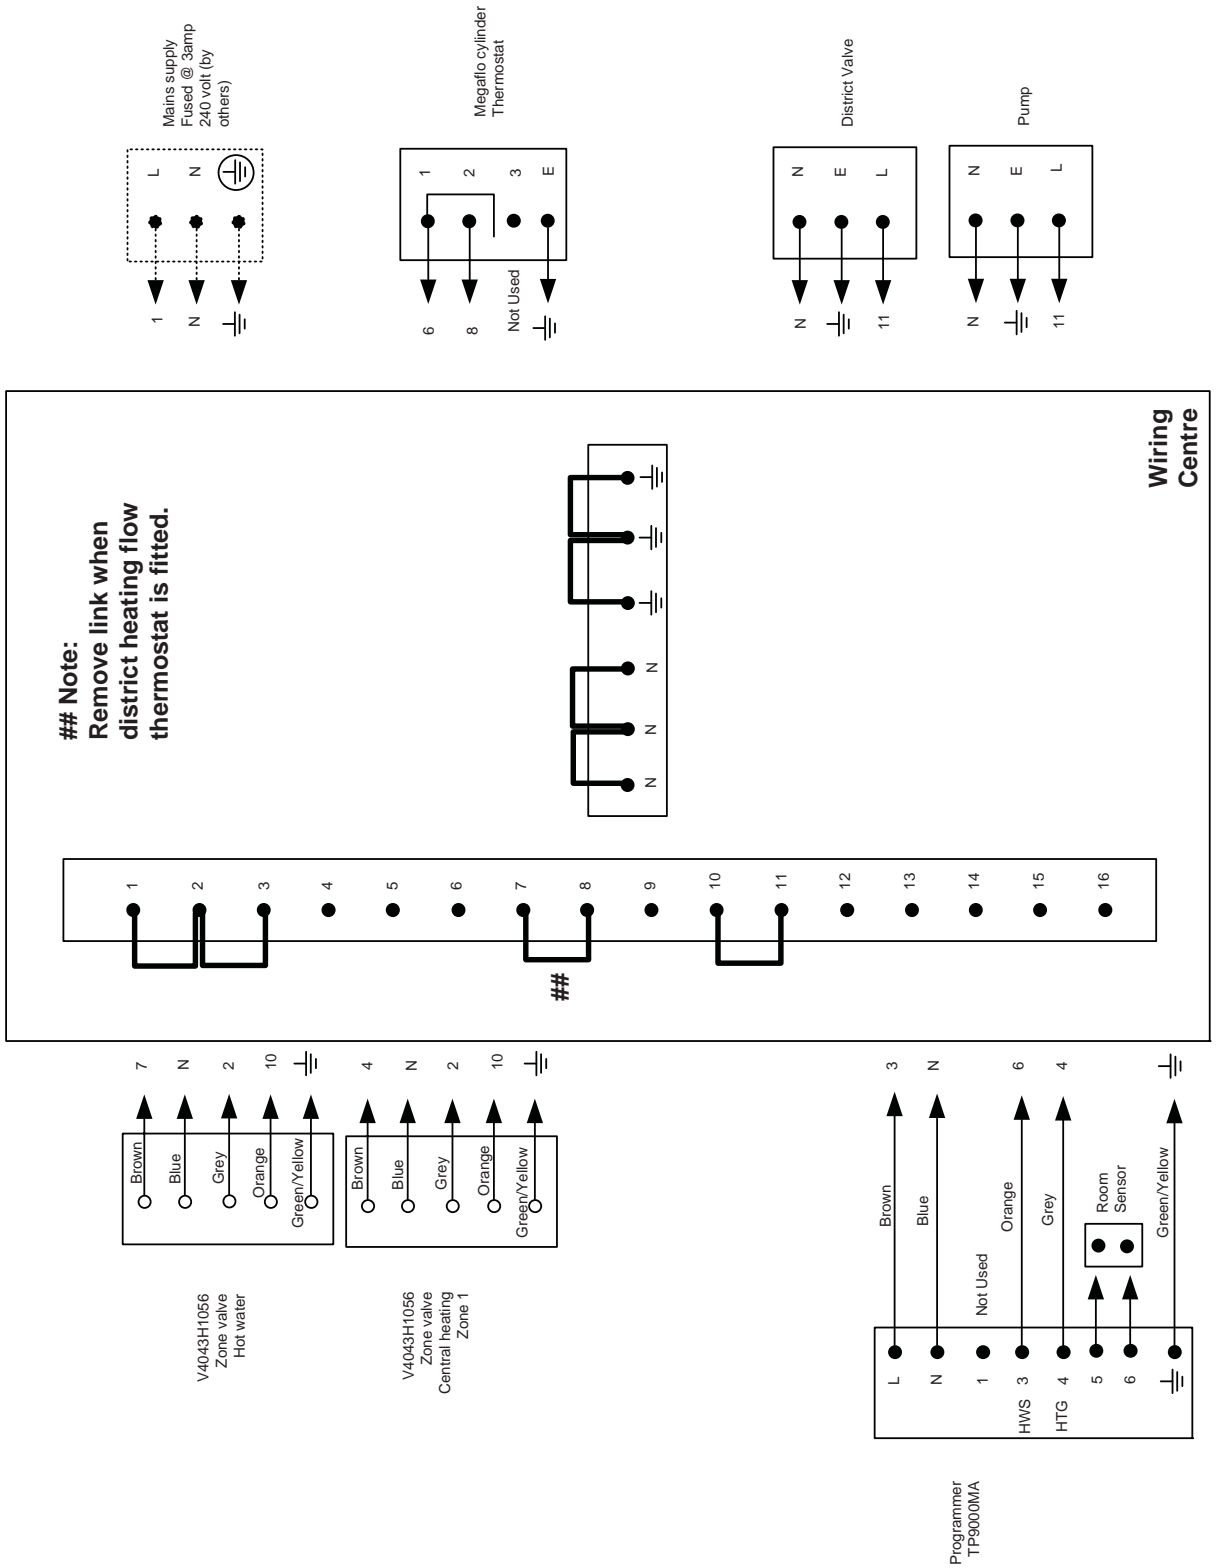 Mains supply
Fused @ 3amp
240 volt (by
others)
L
N
1
N
Megaflo cylinder
Thermostat
1
2
3
E
6
8
Not Used
District Valve
N
E
L
N
11
Pump
N
E
L
N
11
## Note:
Remove link when
district heating flow
thermostat is fitted.
Wiring
Centre
N
N
N
1
2
3
4
5
6
7
8
9
10
11
12
13
14
15
16
##
7
N
2
10
Brown
Blue
Grey
Orange
Green/Yellow
V4043H1056
Zone valve
Hot water
4
N
2
10
Brown
Blue
Grey
Orange
Green/Yellow
V4043H1056
Zone valve
Central heating
Zone 1
3
N
6
4
Brown
Blue
Not Used
Orange
Grey
Room
Sensor
Green/Yellow
L
N
1
HWS 3
HTG 4
5
6
Programmer
TP9000MA